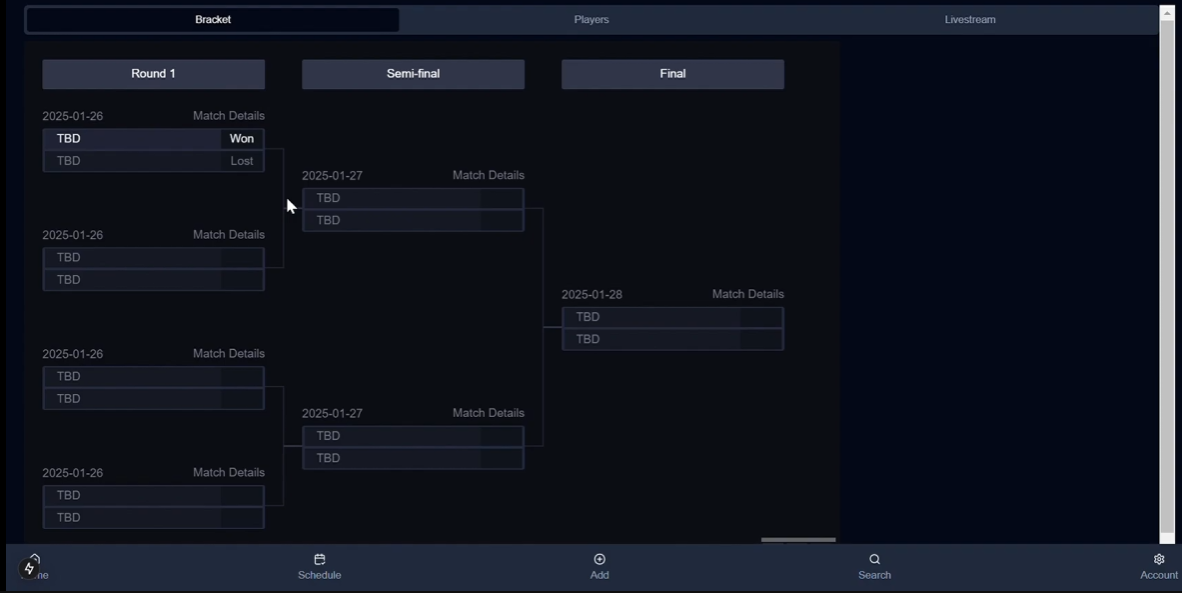 Bracket Players Livestream
Round 1 Semi-final Final
2025-01-26 Match Details
TBD Won
TBD Lost
2025-01-27 Match Details
TBD
TBD
2025-01-26 Match Details
TBD
TBD
2025-01-28 Match Details
TBD
TBD
2025-01-26 Match Details
TBD
TBD
2025-01-27 Match Details
TBD
TBD
2025-01-26 Match Details
TBD
TBD
Schedule Add Search Account